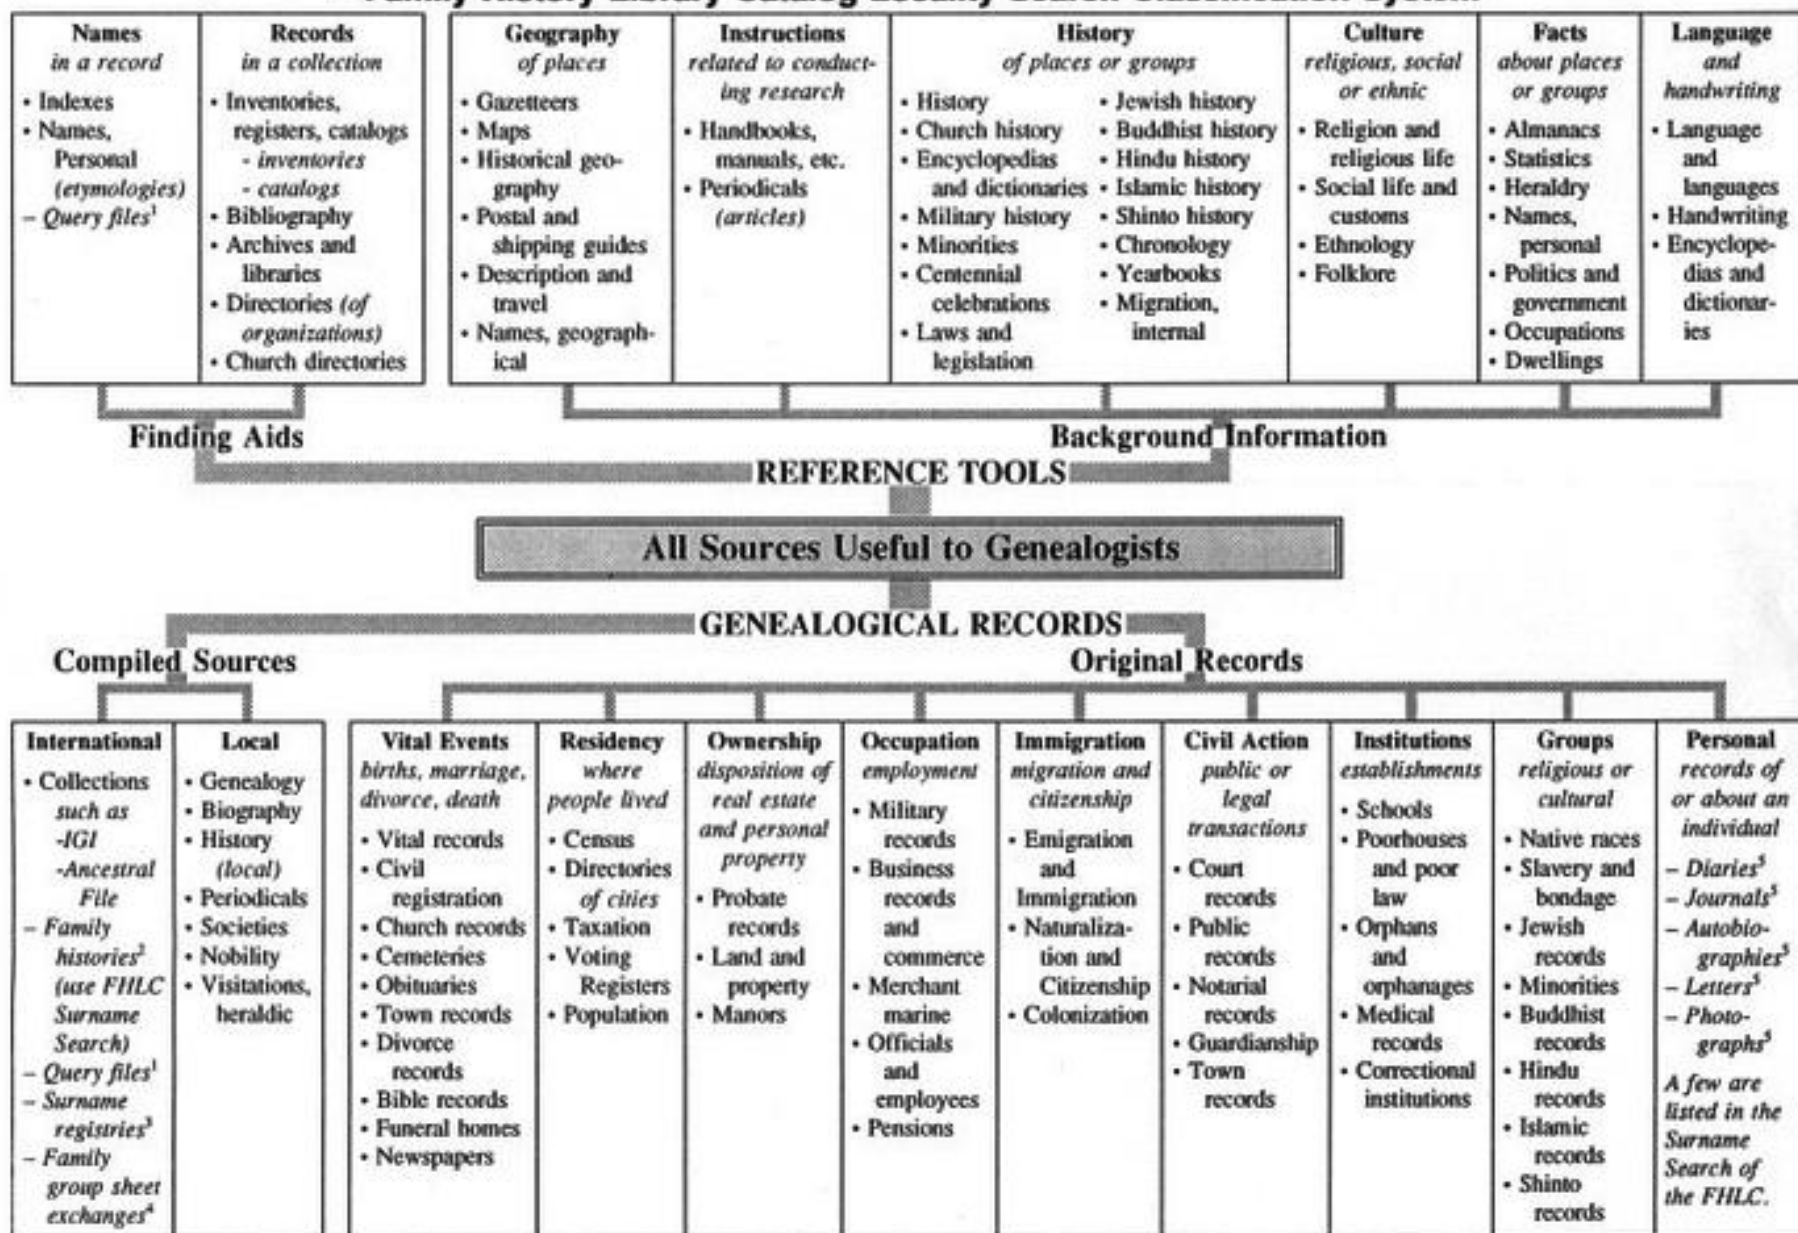 Family History Library Catalog Locality Search Classification System
Names
in a record
• Indexes
• Names,
Personal
(etymologies)
– Query files¹
Records
in a collection
• Inventories,
registers, catalogs
- inventories
- catalogs
• Bibliography
• Archives and
libraries
• Directories (of
organizations)
• Church directories
Geography
of places
• Gazetteers
• Maps
• Historical geo-
graphy
• Postal and
shipping guides
• Description and
travel
• Names, geograph-
ical
Instructions
related to conduct-
ing research
• Handbooks,
manuals, etc.
• Periodicals
(articles)
History
of places or groups
• History
• Church history
• Encyclopedias
and dictionaries
• Military history
• Minorities
• Centennial
celebrations
• Laws and
legislation
• Jewish history
• Buddhist history
• Hindu history
• Islamic history
• Shinto history
• Chronology
• Yearbooks
• Migration,
internal
Culture
religious, social
or ethnic
• Religion and
religious life
• Social life and
customs
• Ethnology
• Folklore
Facts
about places
or groups
• Almanacs
• Statistics
• Heraldry
• Names,
personal
• Politics and
government
• Occupations
• Dwellings
Language
and
handwriting
• Language
and
languages
• Handwriting
• Encyclope-
dias and
dictionar-
ies
Finding Aids
Background Information
REFERENCE TOOLS
All Sources Useful to Genealogists
GENEALOGICAL RECORDS
Compiled Sources
Original Records
International
• Collections
such as
-IGI
-Ancestral
File
– Family
histories²
(use FHLC
Surname
Search)
– Query files¹
– Surname
registries³
– Family
group sheet
exchanges⁴
Local
• Genealogy
• Biography
• History
(local)
• Periodicals
• Societies
• Nobility
• Visitations,
heraldic
Vital Events
births, marriage,
divorce, death
• Vital records
• Civil
registration
• Church records
• Cemeteries
• Obituaries
• Town records
• Divorce
records
• Bible records
• Funeral homes
• Newspapers
Residency
where
people lived
• Census
• Directories
of cities
• Taxation
• Voting
Registers
• Population
Ownership
disposition of
real estate
and personal
property
• Probate
records
• Land and
property
• Manors
Occupation
employment
• Military
records
• Business
records
and
commerce
• Merchant
marine
• Officials
and
employees
• Pensions
Immigration
migration and
citizenship
• Emigration
and
Immigration
• Naturaliza-
tion and
Citizenship
• Colonization
Civil Action
public or
legal
transactions
• Court
records
• Public
records
• Notarial
records
• Guardianship
• Town
records
Institutions
establishments
• Schools
• Poorhouses
and poor
law
• Orphans
and
orphanages
• Medical
records
• Correctional
institutions
Groups
religious or
cultural
• Native races
• Slavery and
bondage
• Jewish
records
• Minorities
• Buddhist
records
• Hindu
records
• Islamic
records
• Shinto
records
Personal
records of
or about an
individual
– Diaries⁵
– Journals⁵
– Autobio-
graphies⁵
– Letters⁵
– Photo-
graphs⁵
A few are
listed in the
Surname
Search of
the FHLC.